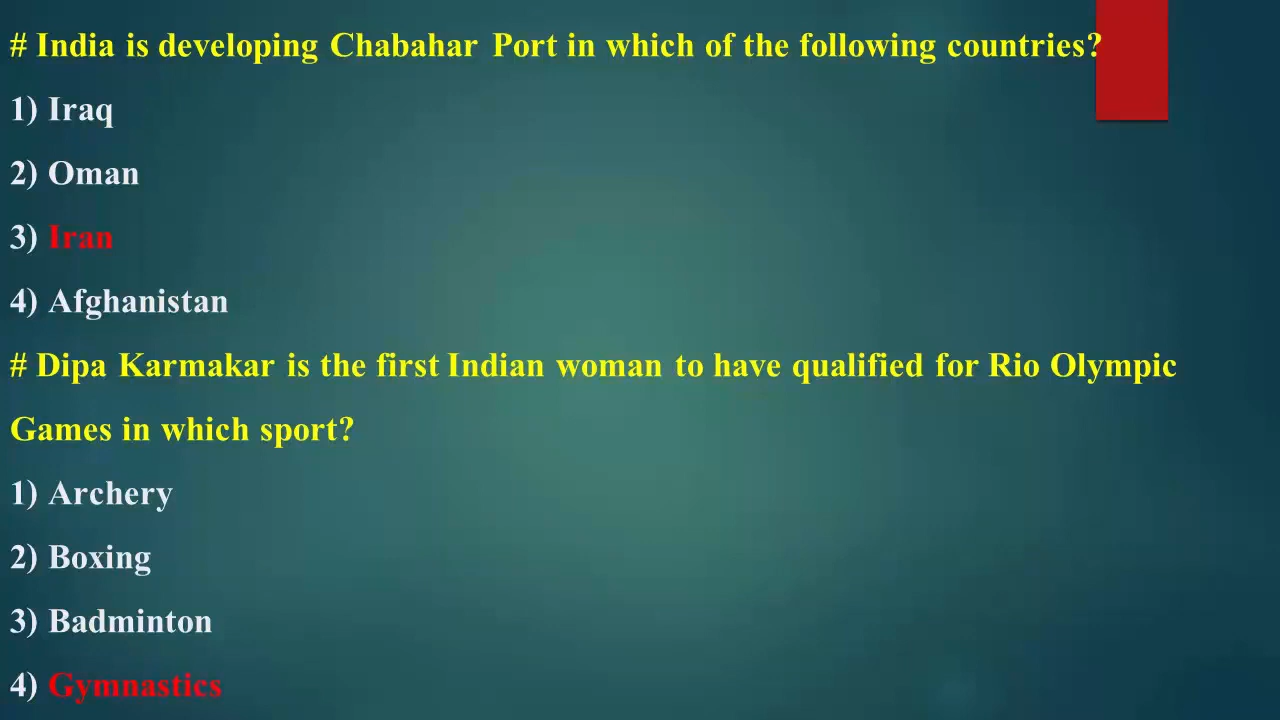 # India is developing Chabahar Port in which of the following countries?
1) Iraq
2) Oman
3) Iran
4) Afghanistan
# Dipa Karmakar is the first Indian woman to have qualified for Rio Olympic
Games in which sport?
1) Archery
2) Boxing
3) Badminton
4) Gymnastics